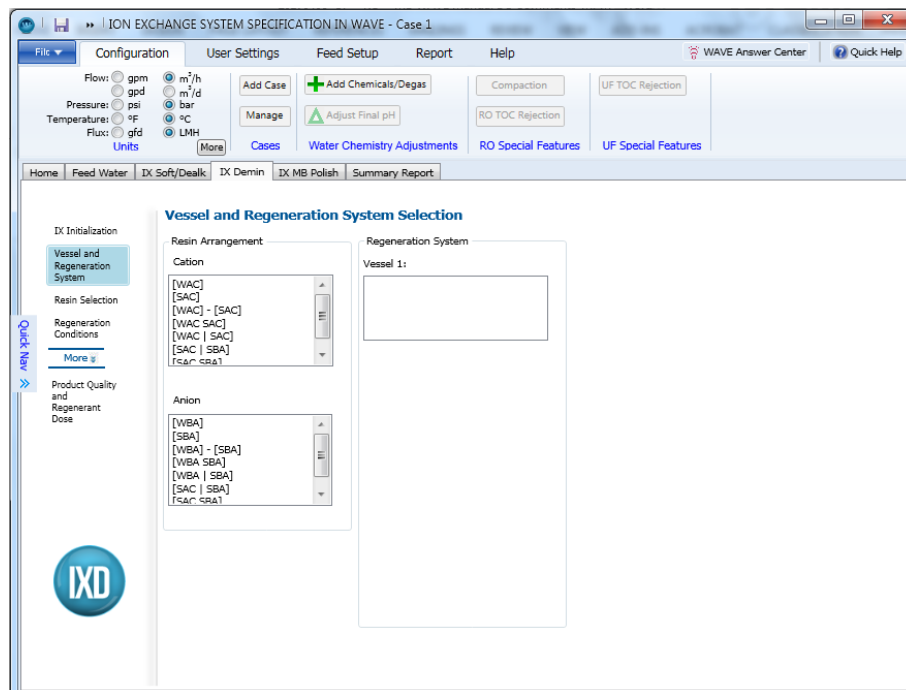 ION EXCHANGE SYSTEM SPECIFICATION IN WAVE - Case 1
File Configuration User Settings Feed Setup Report Help WAVE Answer Center Quick Help
Flow: gpm m³/h
gpd m³/d
Pressure: psi bar
Temperature: °F °C
Flux: gfd LMH
Units More
Add Case
Manage
Cases
Add Chemicals/Degas
Adjust Final pH
Water Chemistry Adjustments
Compaction
RO TOC Rejection
RO Special Features
UF TOC Rejection
UF Special Features
Home Feed Water IX Soft/Dealk IX Demin IX MB Polish Summary Report
Quick Nav
IX Initialization
Vessel and
Regeneration
System
Resin Selection
Regeneration
Conditions
More
Product Quality
and
Regenerant
Dose
IXD
Vessel and Regeneration System Selection
Resin Arrangement
Cation
[WAC]
[SAC]
[WAC] - [SAC]
[WAC SAC]
[WAC | SAC]
[SAC | SBA]
[SAC SBA]
Anion
[WBA]
[SBA]
[WBA] - [SBA]
[WBA SBA]
[WBA | SBA]
[SAC | SBA]
[SAC SBA]
Regeneration System
Vessel 1: